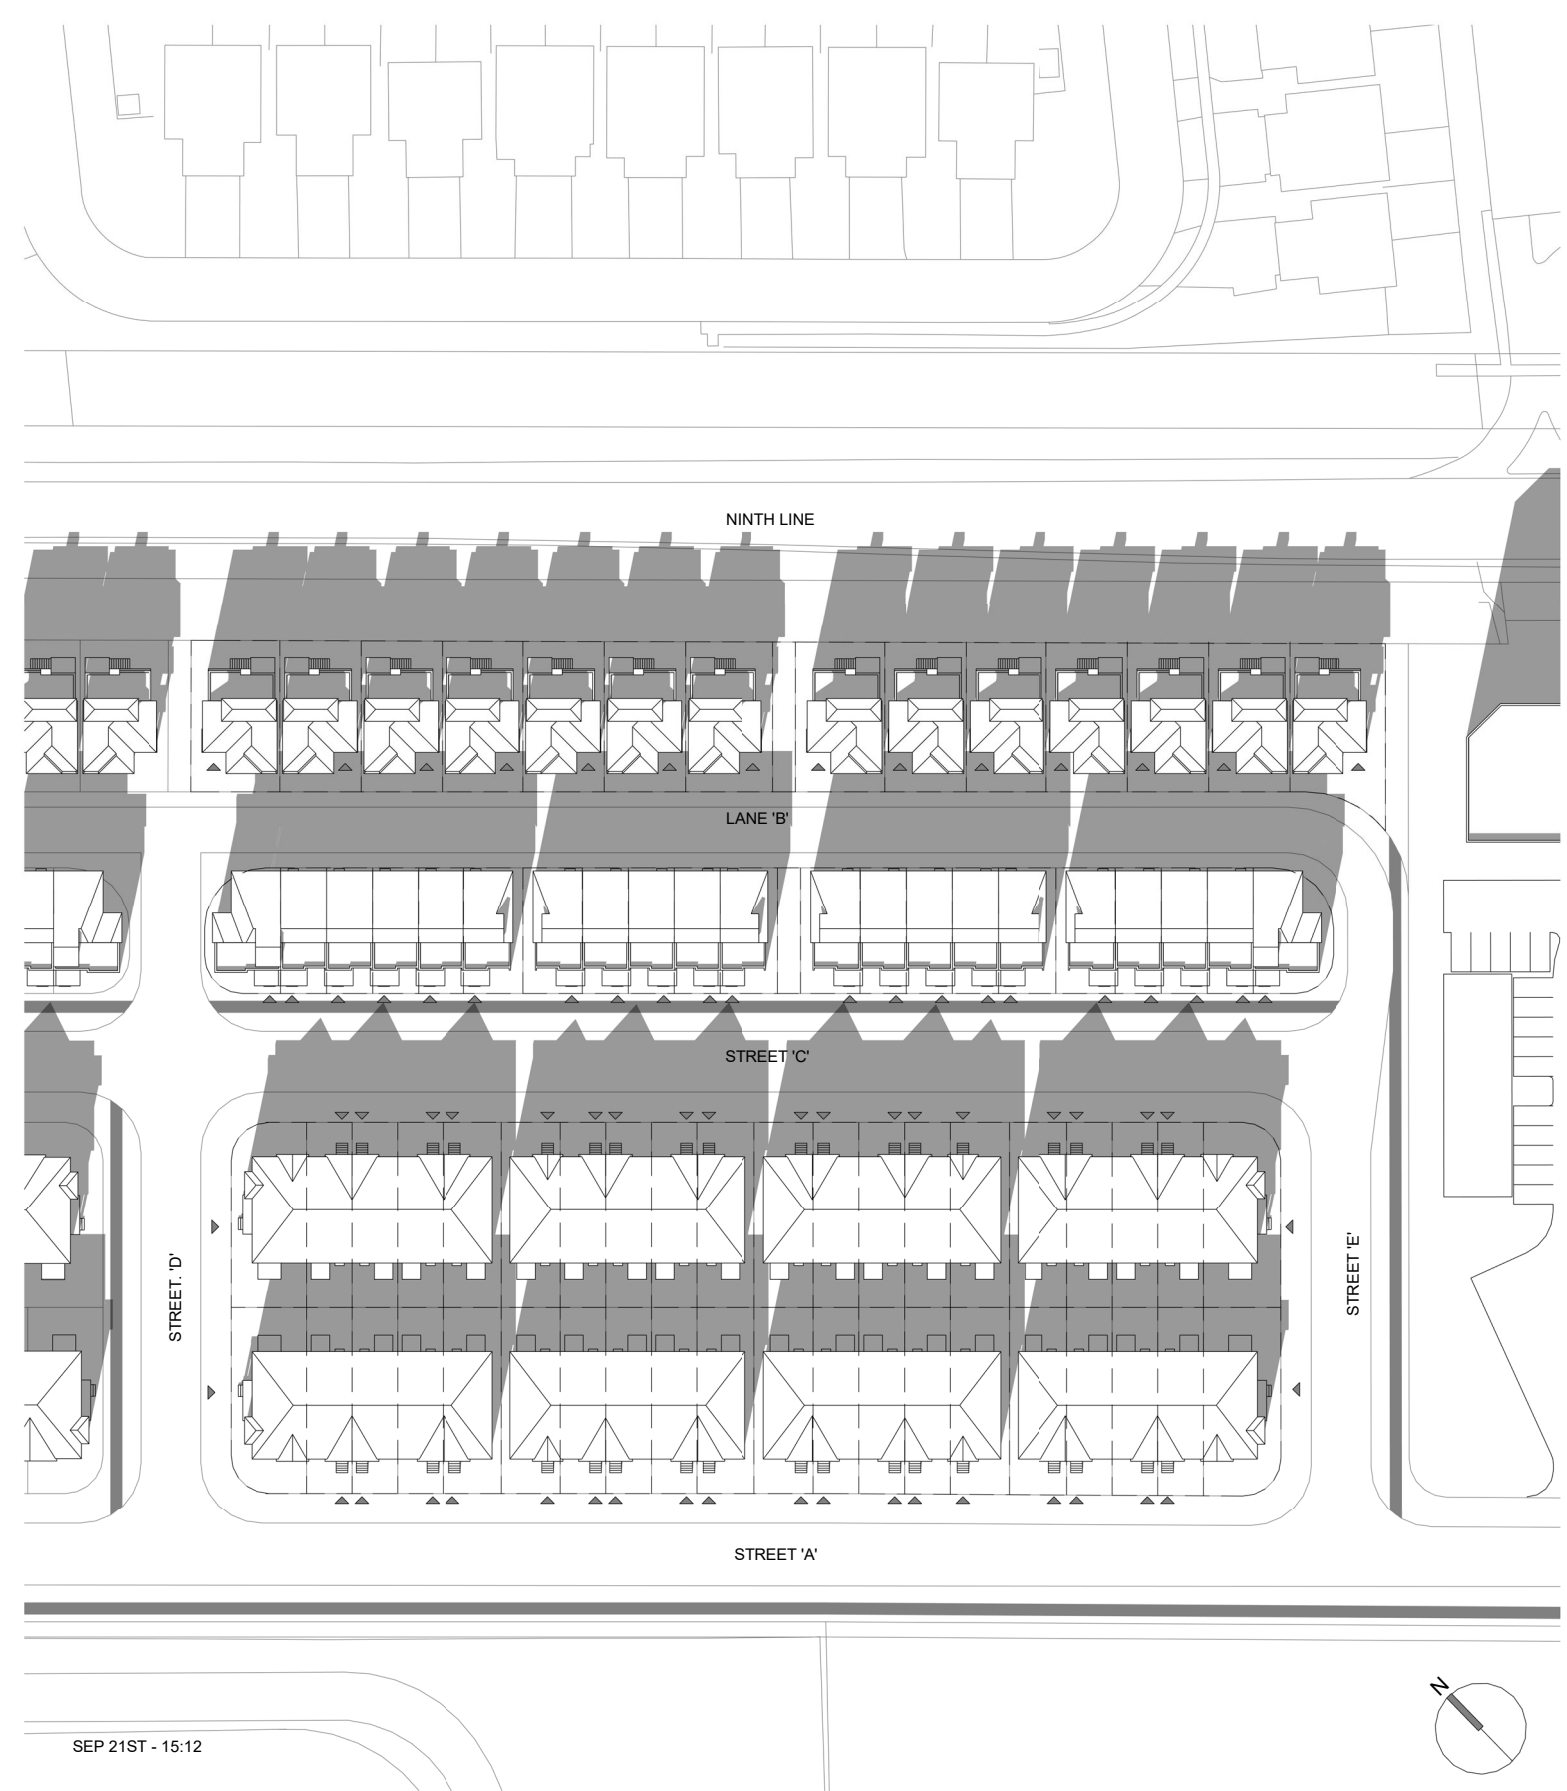 NINTH LINE
LANE 'B'
STREET 'C'
STREET. 'D'
STREET 'E'
STREET 'A'
N
SEP 21ST - 15:12